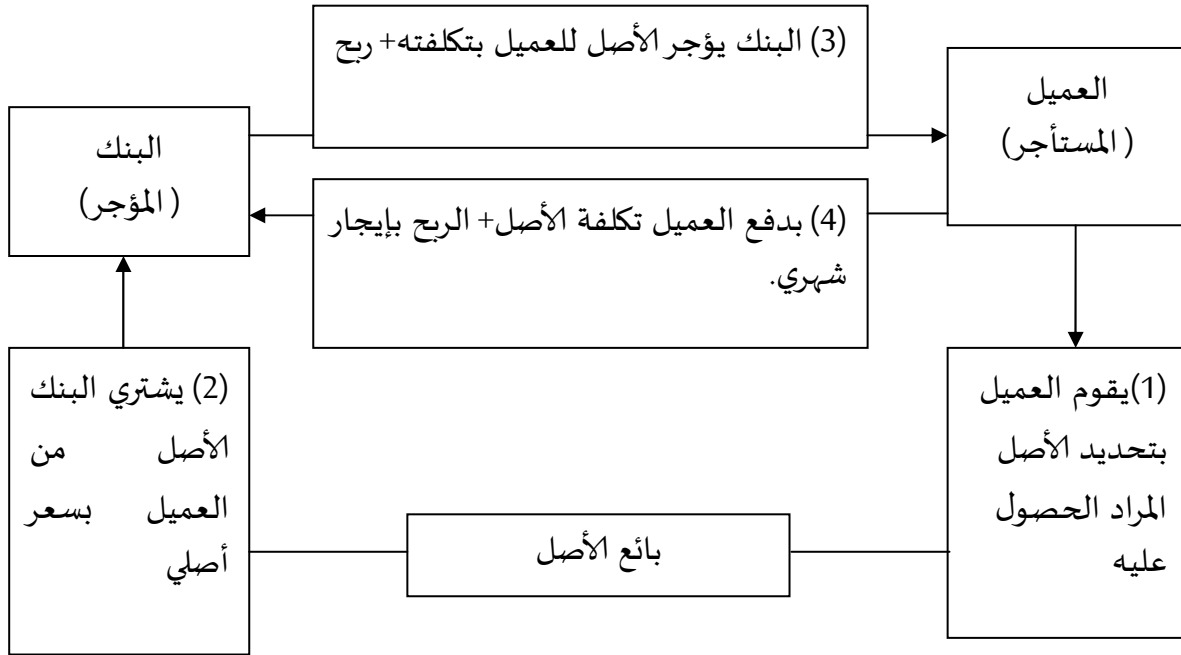 (3) البنك يؤجر الأصل للعميل بتكلفته+ ربح
العميل
(المستأجر)
البنك
(المؤجر)
(4) بدفع العميل تكلفة الأصل+ الربح بإيجار
شهري.
(1)يقوم العميل
بتحديد الأصل
المراد الحصول
عليه
(2) يشتري البنك
الأصل من
العميل بسعر
أصلي
بائع الأصل